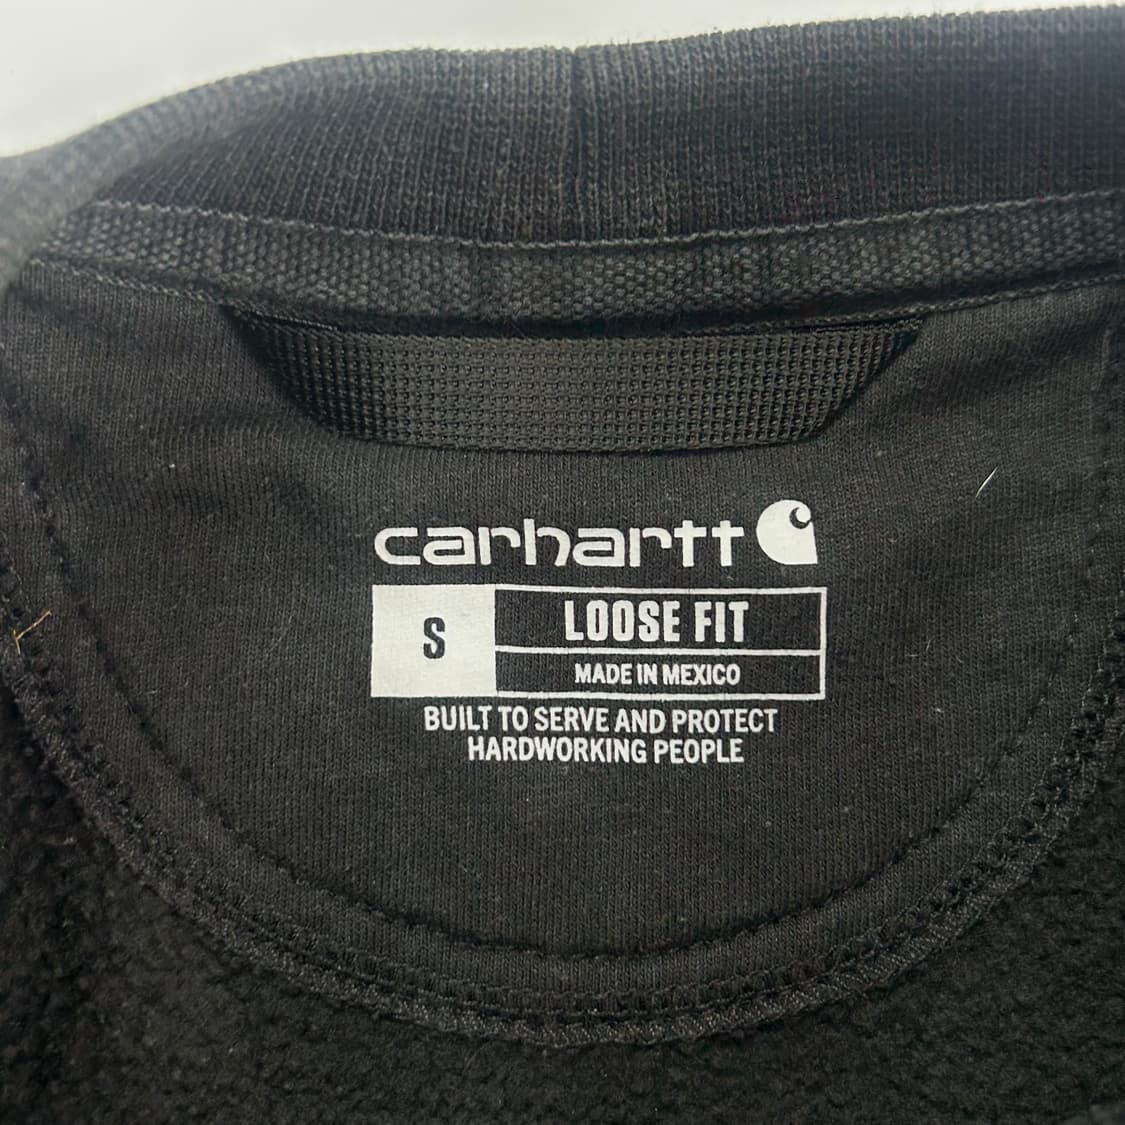 carhartt
S
LOOSE FIT
MADE IN MEXICO
BUILT TO SERVE AND PROTECT
HARDWORKING PEOPLE